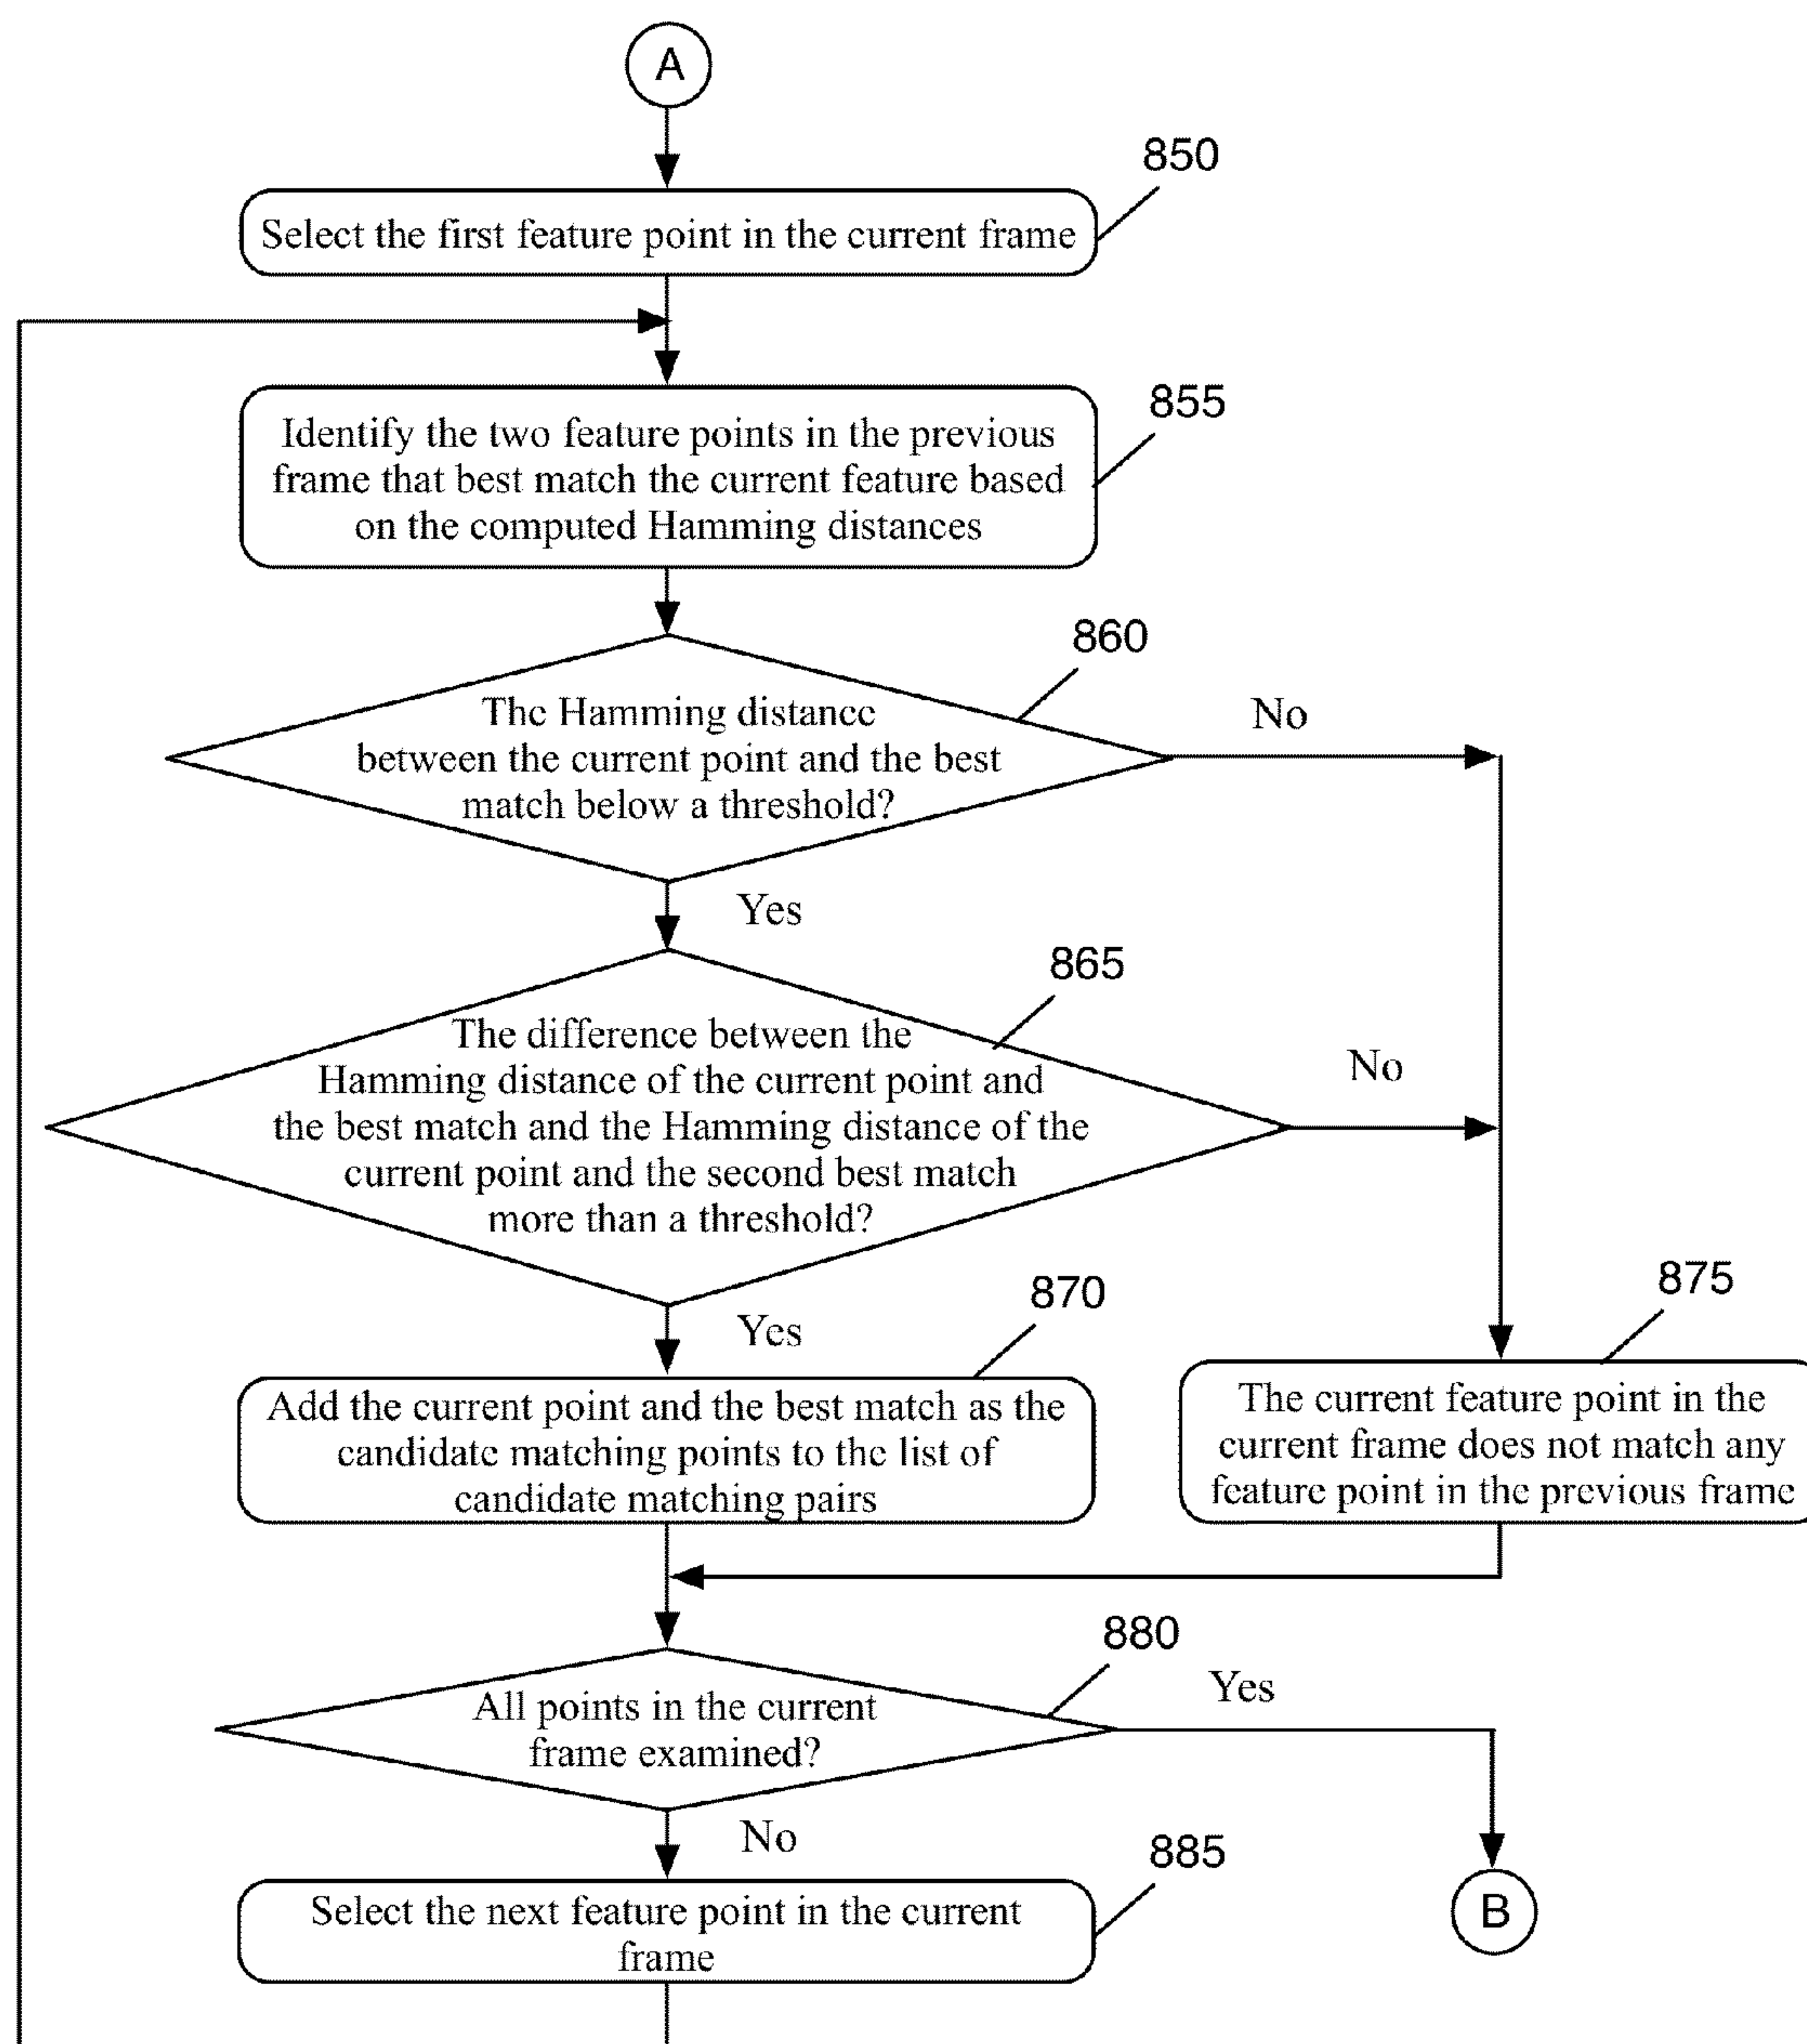 A
850
Select the first feature point in the current frame
855
Identify the two feature points in the previous
frame that best match the current feature based
on the computed Hamming distances
860
The Hamming distance
between the current point and the best
match below a threshold?
No
Yes
865
The difference between the
Hamming distance of the current point and
the best match and the Hamming distance of the
current point and the second best match
more than a threshold?
No
Yes
870
Add the current point and the best match as the
candidate matching points to the list of
candidate matching pairs
875
The current feature point in the
current frame does not match any
feature point in the previous frame
880
All points in the current
frame examined?
Yes
No
885
Select the next feature point in the current
frame
B